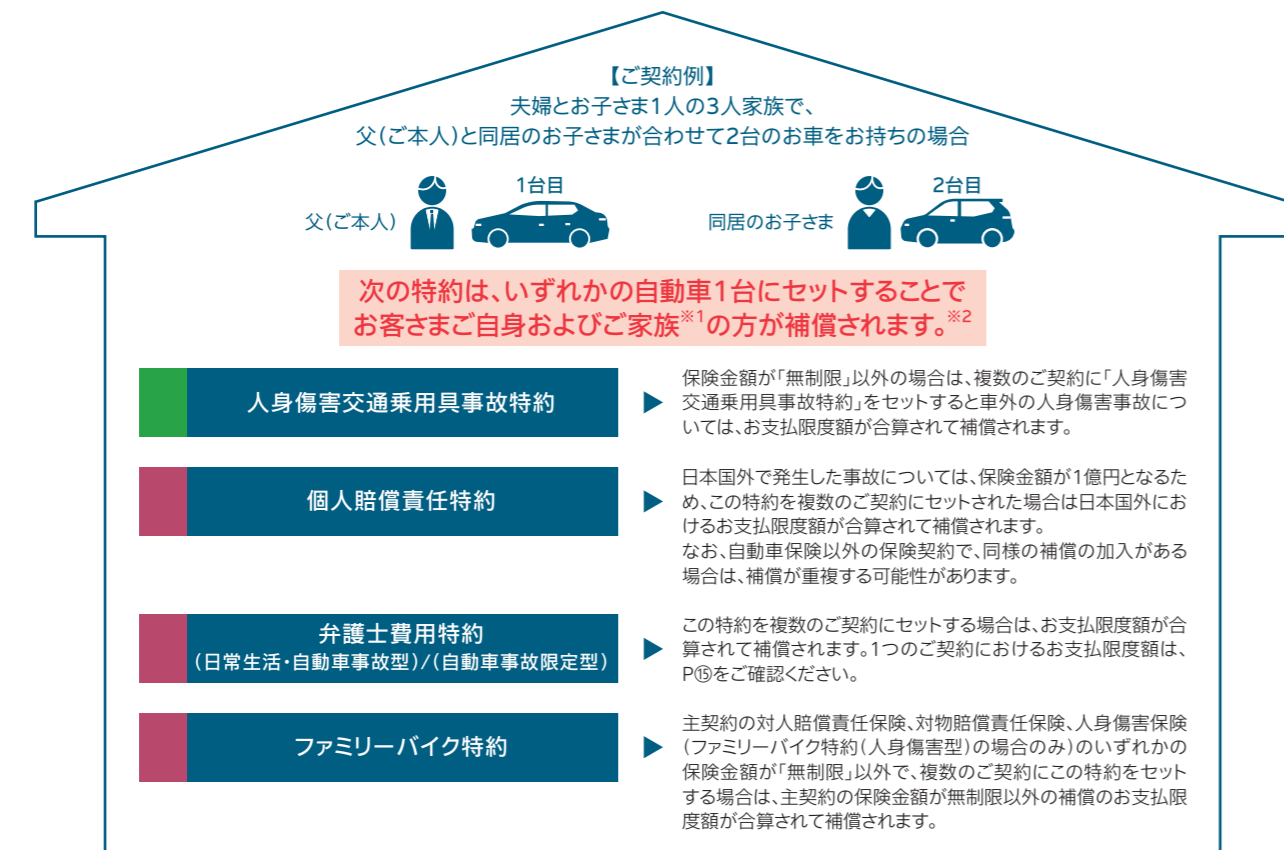 【ご契約例】
夫婦とお子さま1人の3人家族で、
父(ご本人)と同居のお子さまが合わせて2台のお車をお持ちの場合
父(ご本人)
1台目
同居のお子さま
2台目
次の特約は、いずれかの自動車1台にセットすることで
お客さまご自身およびご家族※1の方が補償されます。※2
人身傷害交通乗用具事故特約
保険金額が「無制限」以外の場合は、複数のご契約に「人身傷害
交通乗用具事故特約」をセットすると車外の人身傷害事故につ
いては、お支払限度額が合算されて補償されます。
個人賠償責任特約
日本国外で発生した事故については、保険金額が1億円となるた
め、この特約を複数のご契約にセットされた場合は日本国外にお
けるお支払限度額が合算されて補償されます。
なお、自動車保険以外の保険契約で、同様の補償の加入がある
場合は、補償が重複する可能性があります。
弁護士費用特約
(日常生活・自動車事故型)/(自動車事故限定型)
この特約を複数のご契約にセットする場合は、お支払限度額が合
算されて補償されます。1つのご契約におけるお支払限度額は、
P⑮をご確認ください。
ファミリーバイク特約
主契約の対人賠償責任保険、対物賠償責任保険、人身傷害保険
(ファミリーバイク特約(人身傷害型)の場合のみ)のいずれかの
保険金額が「無制限」以外で、複数のご契約にこの特約をセット
する場合は、主契約の保険金額が無制限以外の補償のお支払限
度額が合算されて補償されます。